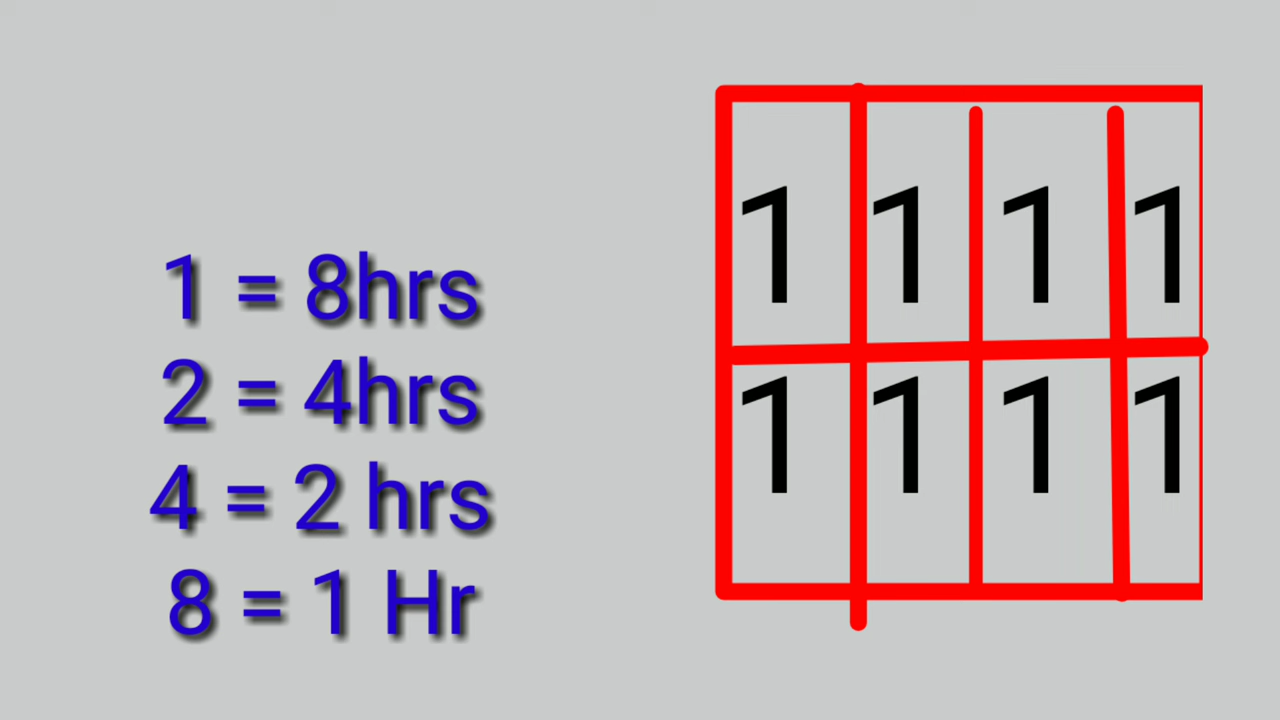 1 = 8hrs
2 = 4hrs
4 = 2 hrs
8 = 1 Hr
1 1 1 1
1 1 1 1